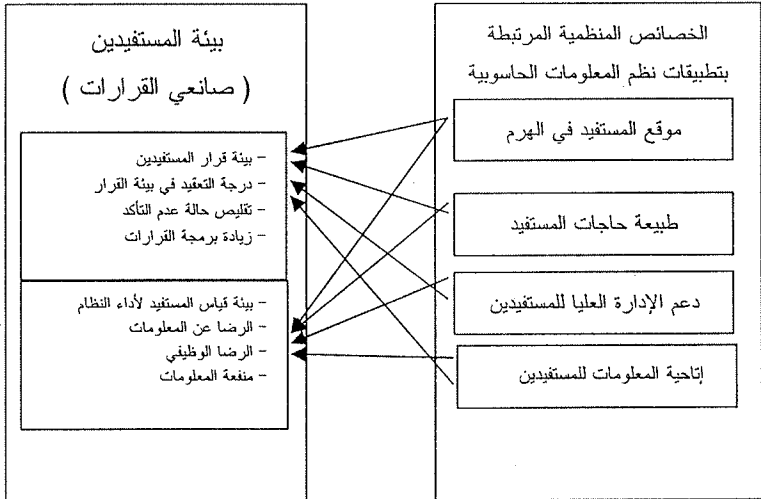 الخصائص المنظمية المرتبطة
بتطبيقات نظم المعلومات الحاسوبية
موقع المستفيد في الهرم
طبيعة حاجات المستفيد
دعم الإدارة العليا للمستفيدين
إتاحية المعلومات للمستفيدين
بيئة المستفيدين
( صانعي القرارات )
- بيئة قرار المستفيدين
- درجة التعقيد في بيئة القرار
- تقليص حالة عدم التأكد
- زيادة برمجة القرارات
- بيئة قياس المستفيد لأداء النظام
- الرضا عن المعلومات
- الرضا الوظيفي
- منفعة المعلومات